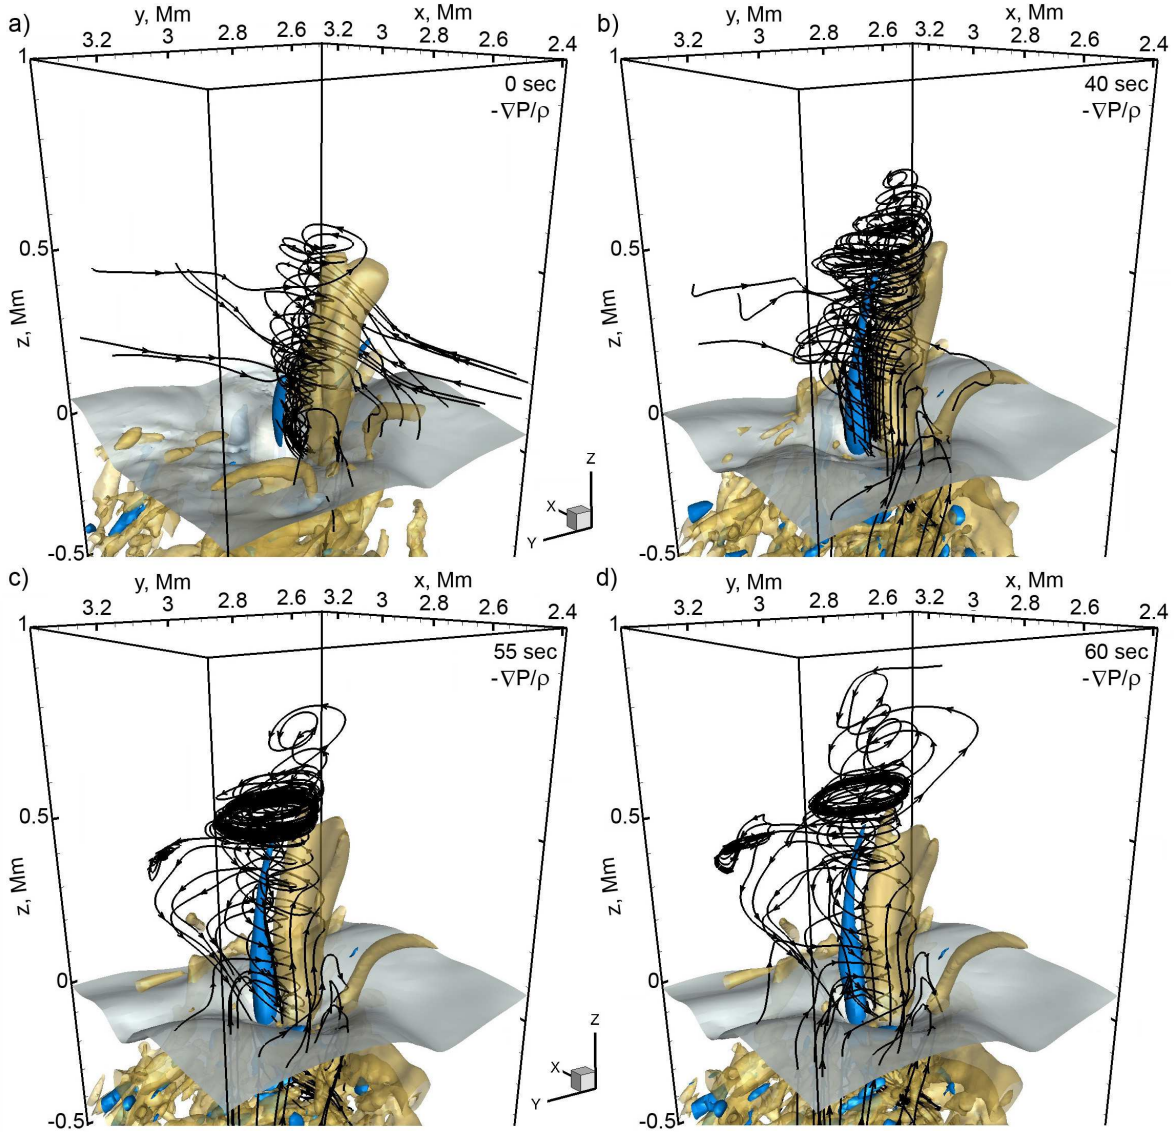 a) y, Mm x, Mm
3.2 3 2.8 2.6 3.2 3 2.8 2.6 2.4
1
0 sec
-∇P/ρ
0.5
z, Mm
0
-0.5
Z
X
Y
b) y, Mm x, Mm
3.2 3 2.8 2.6 3.2 3 2.8 2.6 2.4
1
40 sec
-∇P/ρ
0.5
z, Mm
0
-0.5
c) y, Mm x, Mm
3.2 3 2.8 2.6 3.2 3 2.8 2.6 2.4
1
55 sec
-∇P/ρ
0.5
z, Mm
0
-0.5
Z
X
Y
d) y, Mm x, Mm
3.2 3 2.8 2.6 3.2 3 2.8 2.6 2.4
1
60 sec
-∇P/ρ
0.5
z, Mm
0
-0.5